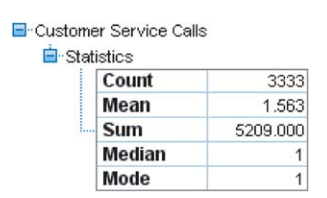 Customer Service Calls
Statistics
Count 3333
Mean 1.563
Sum 5209.000
Median 1
Mode 1